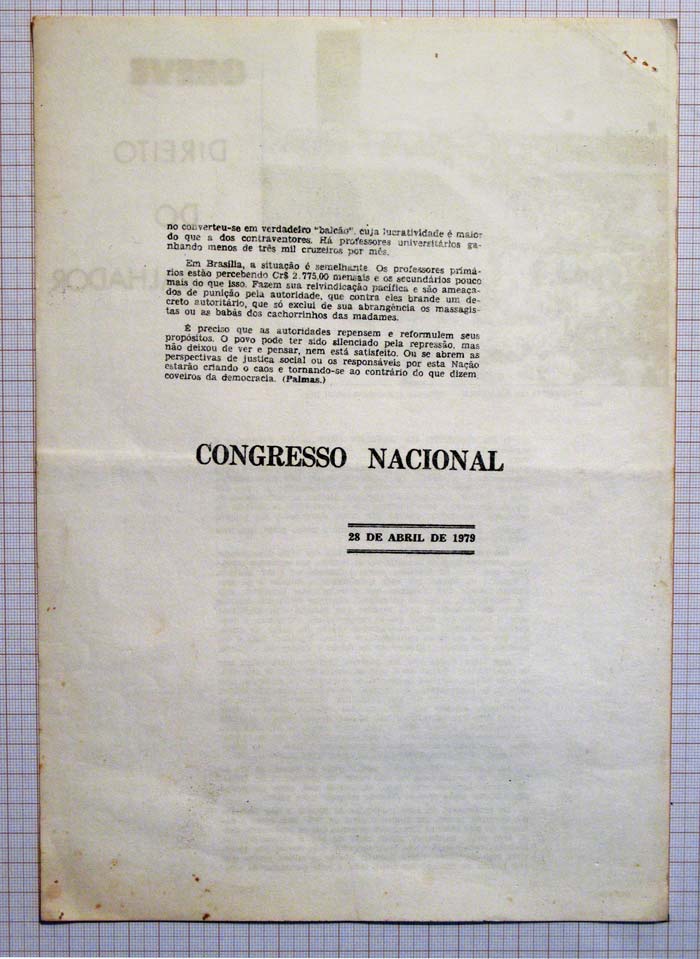 no converteu-se em verdadeiro "balcão", cuja lucratividade é maior
do que a dos contraventores. Há professores universitários ga-
nhando menos de três mil cruzeiros por mês.
Em Brasília, a situação é semelhante. Os professores primá-
rios estão percebendo Cr$ 2.775,00 mensais e os secundários pouco
mais do que isso. Fazem sua reivindicação pacífica e são ameaça-
dos de punição pela autoridade, que contra eles brande um de-
creto autoritário, que só exclui de sua abrangência os massagis-
tas ou as babás dos cachorrinhos das madames.
É preciso que as autoridades repensem e reformulem seus
propósitos. O povo pode ter sido silenciado pela repressão, mas
não deixou de ver e pensar, nem está satisfeito. Ou se abrem as
perspectivas de justiça social ou os responsáveis por esta Nação
estarão criando o caos e tornando-se ao contrário do que dizem
coveiros da democracia. (Palmas.)
CONGRESSO NACIONAL
28 DE ABRIL DE 1979
GREVE
DIREITO
DO